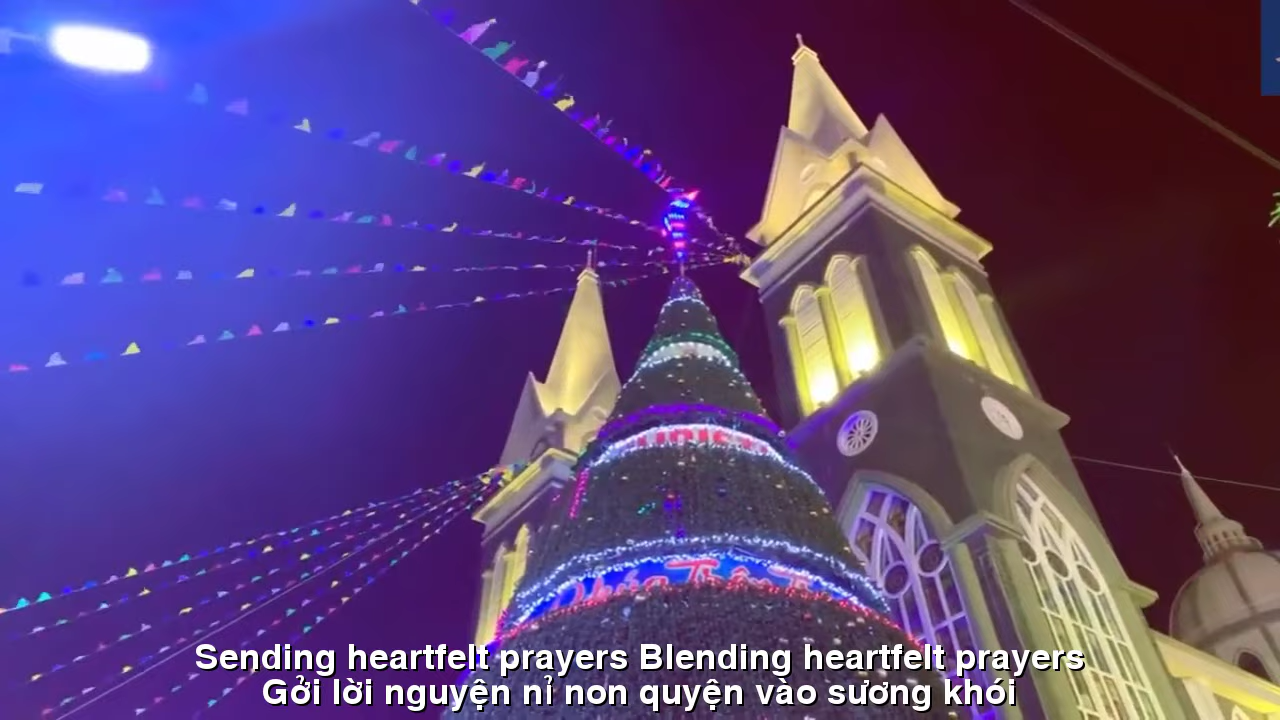 Sending heartfelt prayers Blending heartfelt prayers
Gởi lời nguyện nỉ non quyện vào sương khói